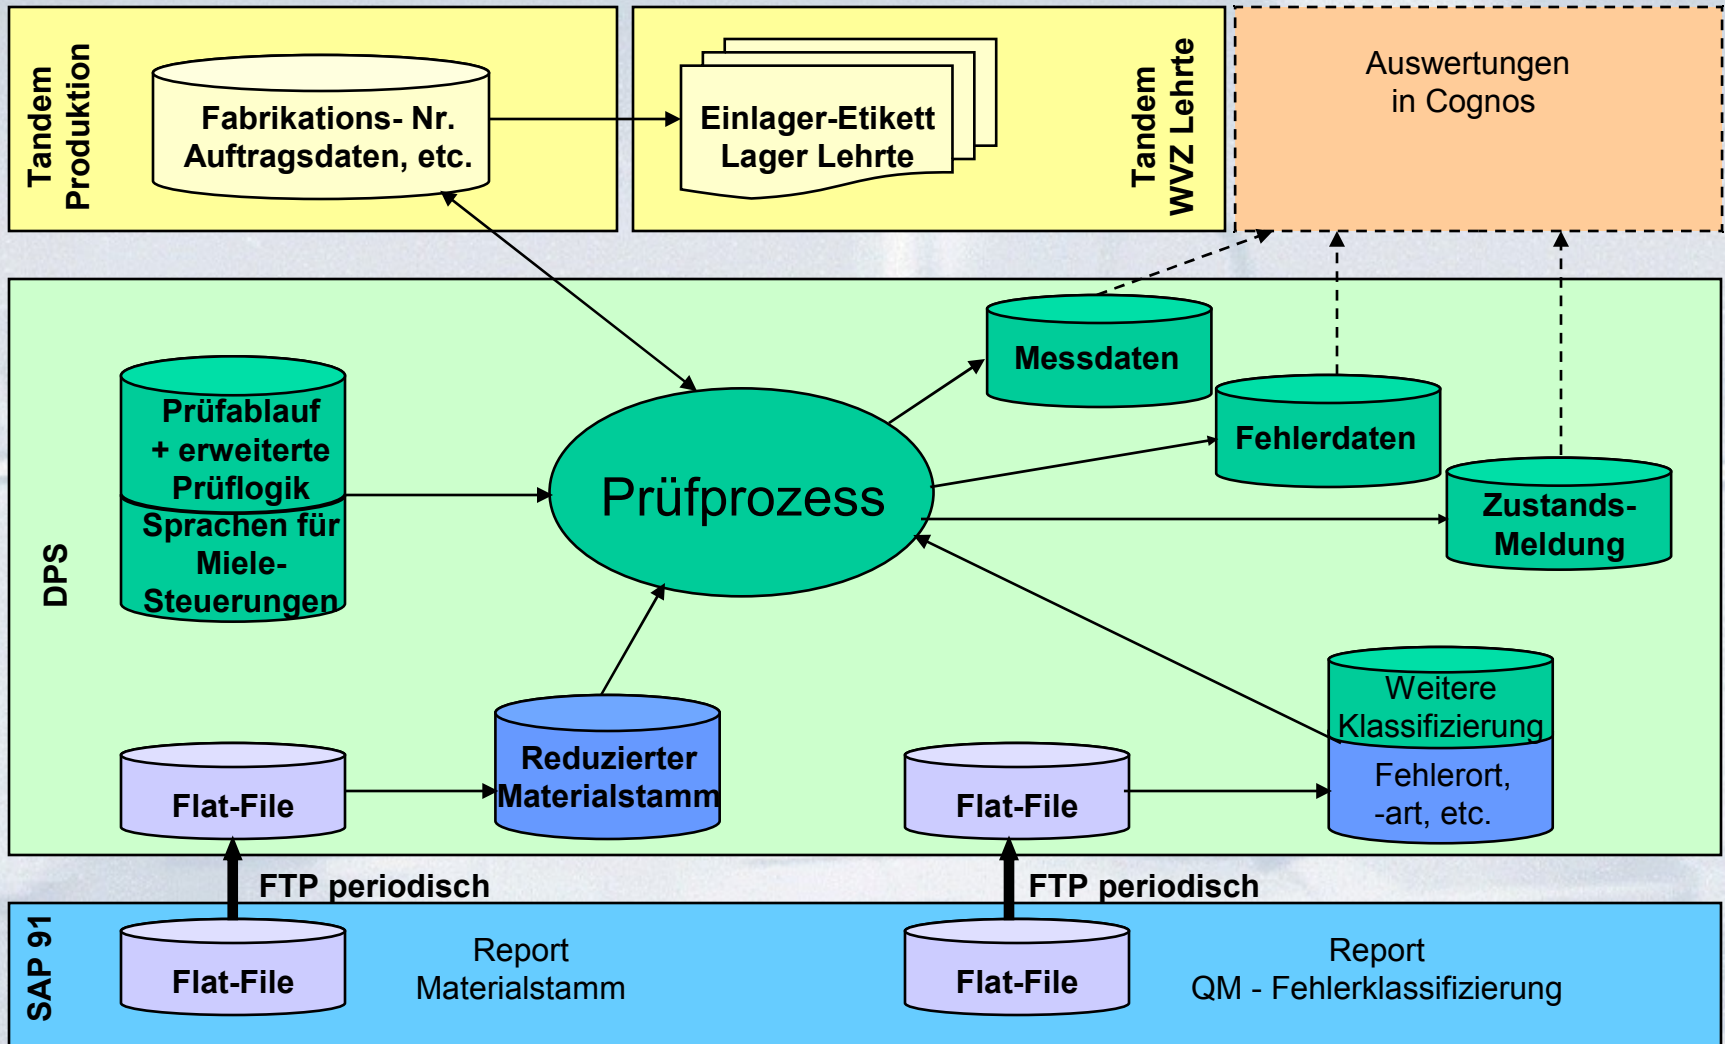 Tandem
Produktion
Fabrikations- Nr.
Auftragsdaten, etc.
Einlager-Etikett
Lager Lehrte
Tandem
WVZ Lehrte
Auswertungen
in Cognos
DPS
Prüfablauf
+ erweiterte
Prüflogik
Sprachen für
Miele-
Steuerungen
Prüfprozess
Messdaten
Fehlerdaten
Zustands-
Meldung
Weitere
Klassifizierung
Fehlerort,
-art, etc.
Reduzierter
Materialstamm
Flat-File
Flat-File
FTP periodisch
FTP periodisch
SAP 91
Flat-File
Report
Materialstamm
Flat-File
Report
QM - Fehlerklassifizierung